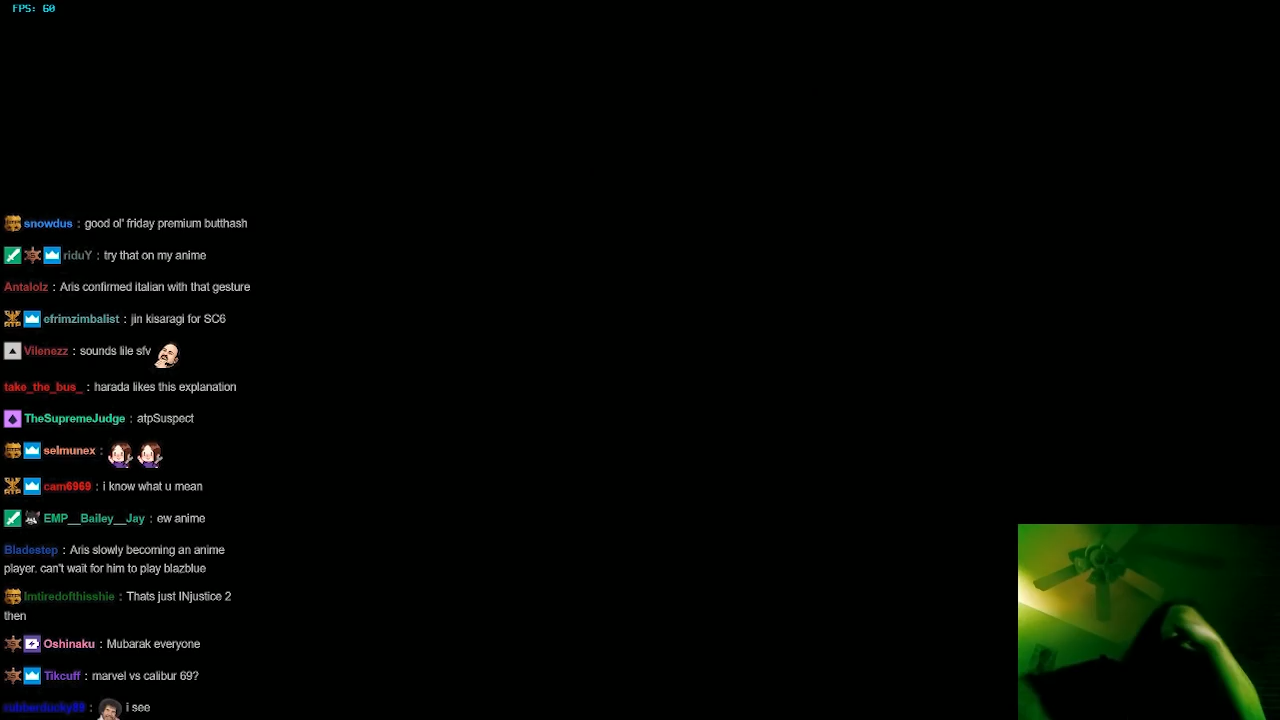 FPS: 60
snowdus : good ol' friday premium butthash
riduY : try that on my anime
Antalolz : Aris confirmed italian with that gesture
efrimzimbalist : jin kisaragi for SC6
Vilenezz : sounds lile sfv
take_the_bus_ : harada likes this explanation
TheSupremeJudge : atpSuspect
selmunex :
cam6969 : i know what u mean
EMP__Bailey__Jay : ew anime
Bladestep : Aris slowly becoming an anime
player. can't wait for him to play blazblue
Imtiredofthisshie : Thats just INjustice 2
then
Oshinaku : Mubarak everyone
Tikcuff : marvel vs calibur 69?
rubberducky89 : i see